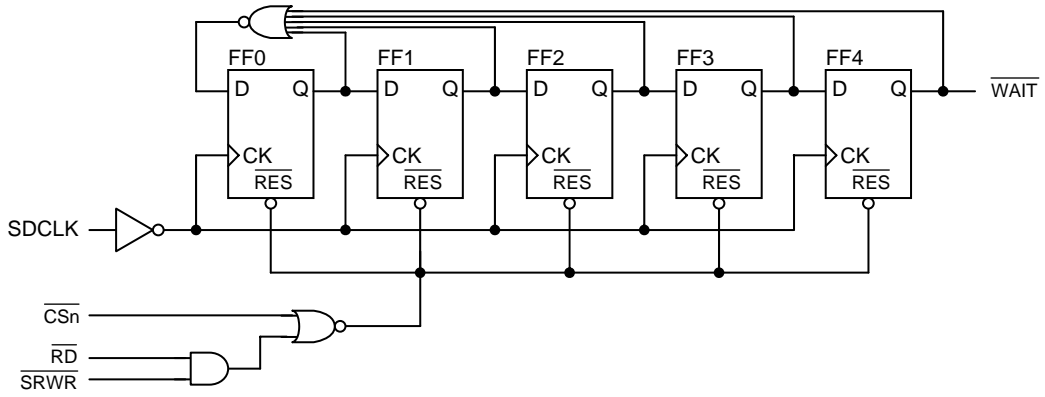 FF0 FF1 FF2 FF3 FF4
D Q D Q D Q D Q D Q
WAIT
CK CK CK CK CK
RES RES RES RES RES
SDCLK
CSn
RD
SRWR